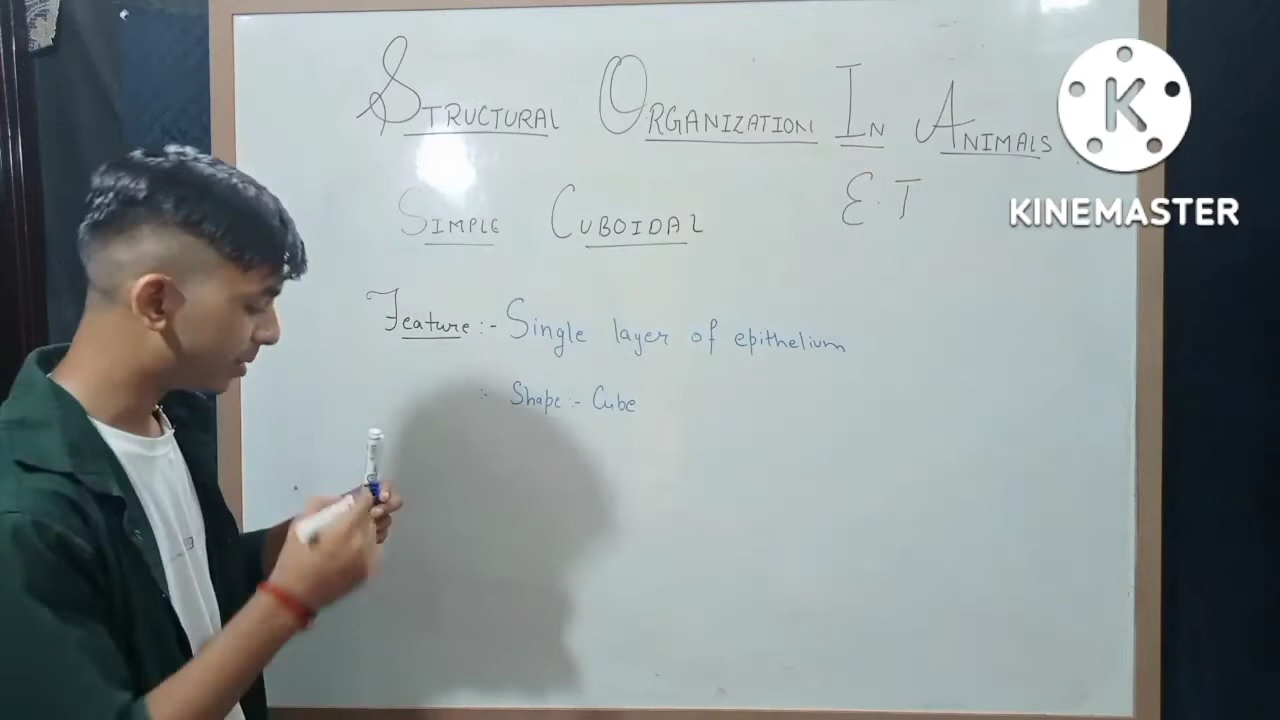 STRUCTURAL ORGANIZATION IN ANIMALS
SIMPLE CUBOIDAL E.T
Feature :- Single layer of epithelium
:- Shape :- Cube
K
KINEMASTER